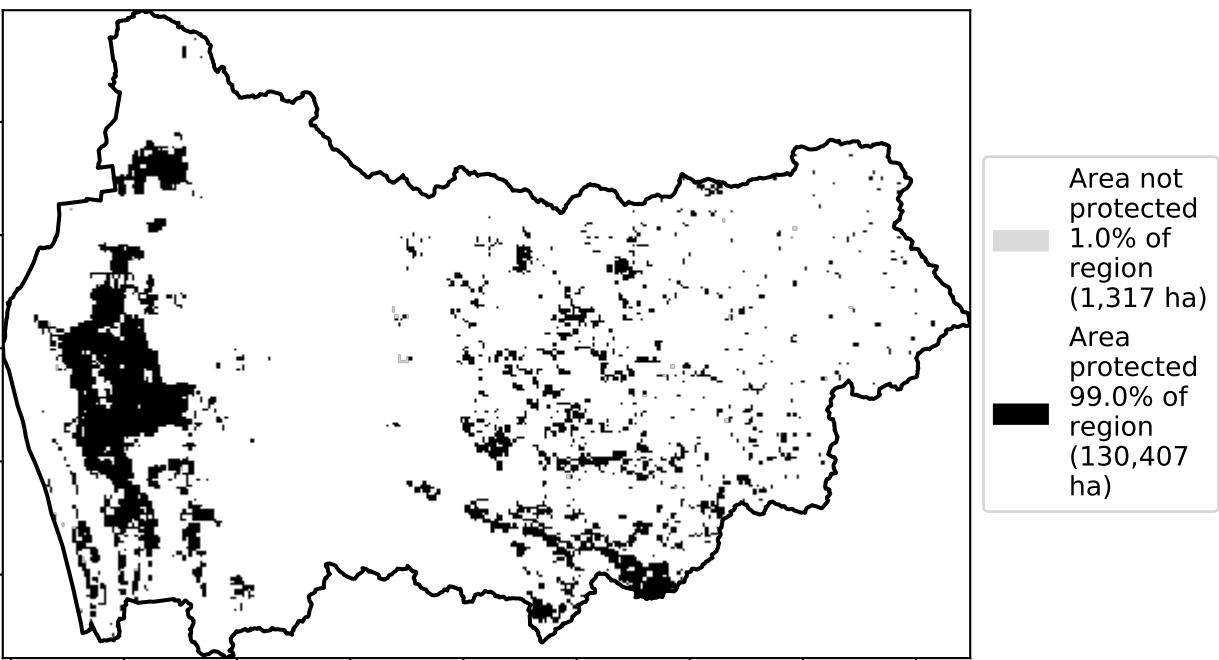 Area not
protected
1.0% of
region
(1,317 ha)
Area
protected
99.0% of
region
(130,407
ha)